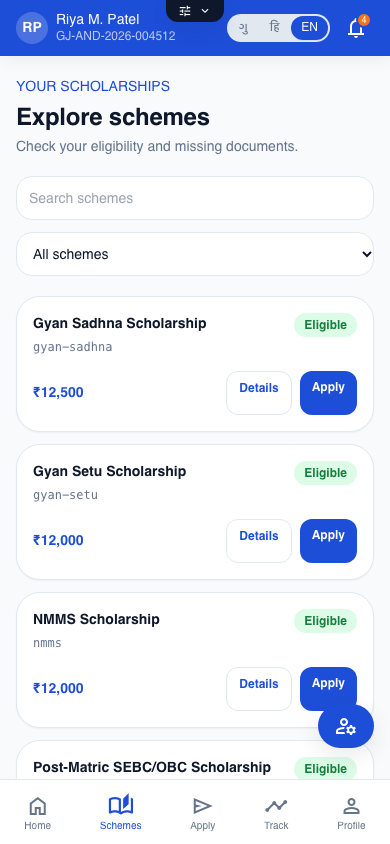 RP
Riya M. Patel
GJ-AND-2026-004512
ગુ
हि
EN
4
YOUR SCHOLARSHIPS
Explore schemes
Check your eligibility and missing documents.
Search schemes
All schemes
Gyan Sadhna Scholarship
Eligible
gyan-sadhna
₹12,500
Details
Apply
Gyan Setu Scholarship
Eligible
gyan-setu
₹12,000
Details
Apply
NMMS Scholarship
Eligible
nmms
₹12,000
Details
Apply
Post-Matric SEBC/OBC Scholarship
Eligible
Home
Schemes
Apply
Track
Profile